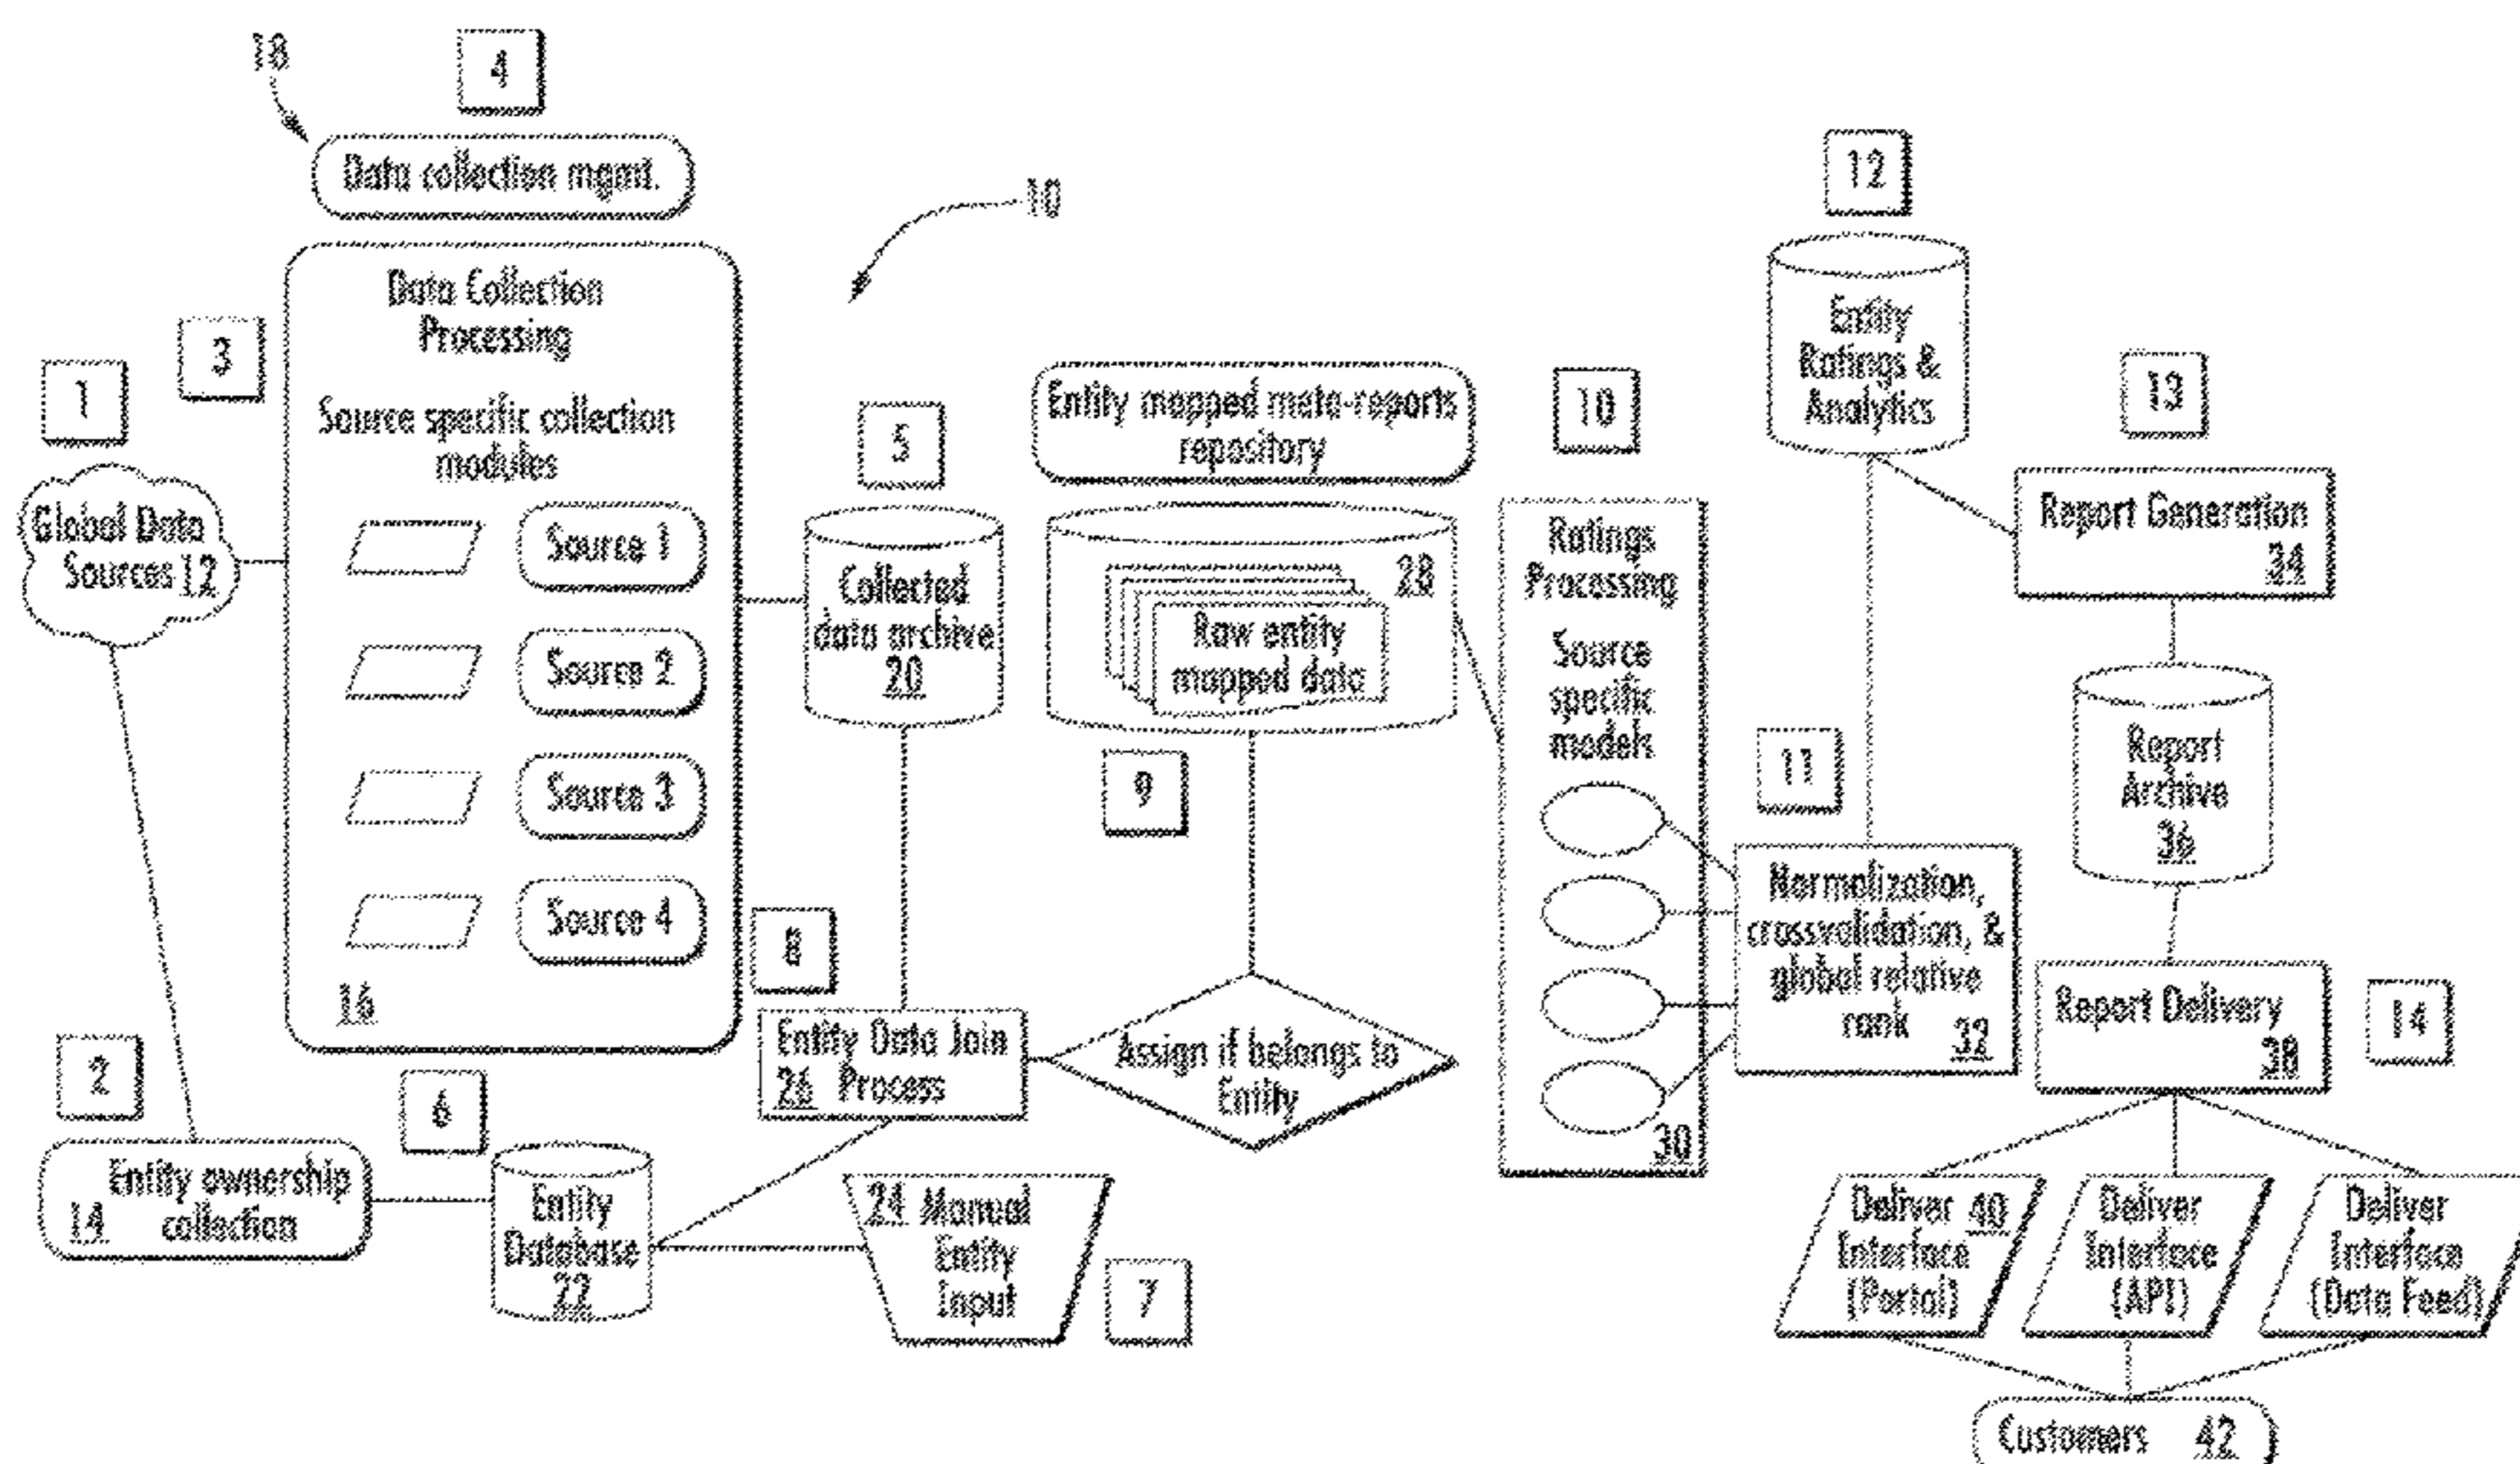 18
4
Data collection mgmt.
10
12
Data Collection
Processing
Source specific collection
modules
Source 1
Source 2
Source 3
Source 4
16
3
1
Global Data
Sources 12
2
Entity ownership
14 collection
6
Entity
Database
22
24 Manual
Entity
Input
7
5
Collected
data archive
20
8
Entity Data Join
26 Process
Assign if belongs to
Entity
Entity mapped meta-reports
repository
28
Raw entity
mapped data
9
10
Ratings
Processing
Source
specific
models
30
11
Normalization,
crossvalidation, &
global relative
rank 32
Entity
Ratings &
Analytics
13
Report Generation
34
Report
Archive
36
Report Delivery
38
14
Deliver 40
Interface
(Portal)
Deliver
Interface
(API)
Deliver
Interface
(Data Feed)
Customers 42